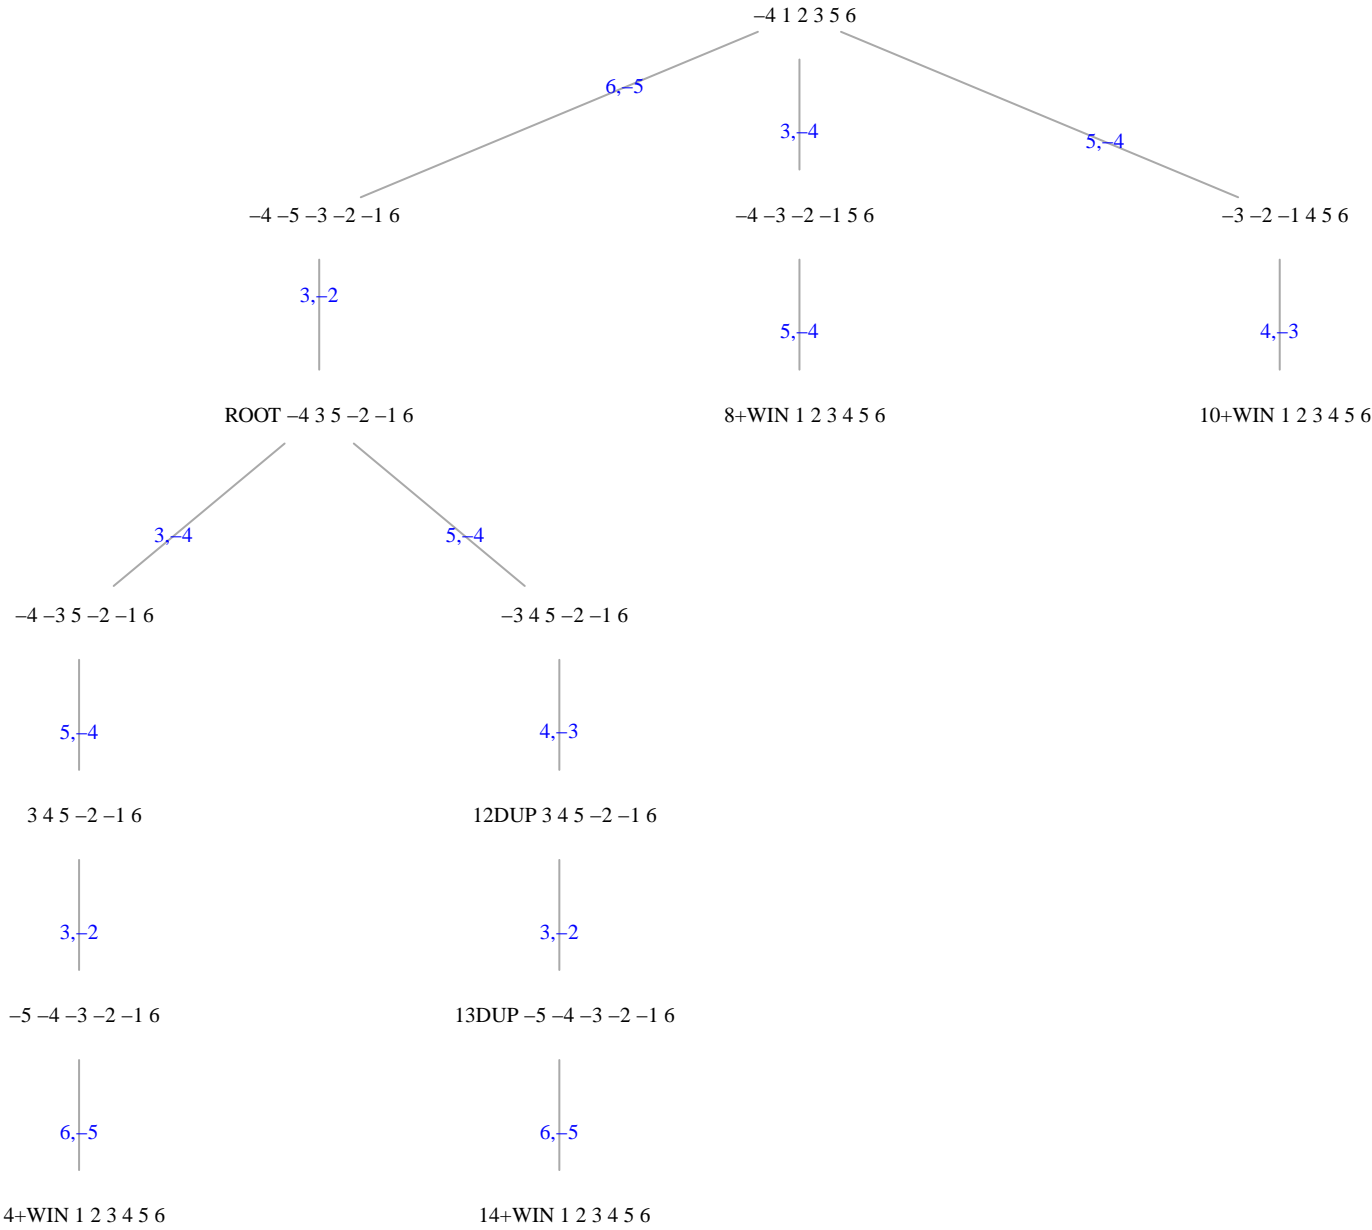 –4 1 2 3 5 6
6,–5
3,–4
5,–4
–4 –5 –3 –2 –1 6
–4 –3 –2 –1 5 6
–3 –2 –1 4 5 6
3,–2
5,–4
4,–3
ROOT –4 3 5 –2 –1 6
8+WIN 1 2 3 4 5 6
10+WIN 1 2 3 4 5 6
3,–4
5,–4
–4 –3 5 –2 –1 6
–3 4 5 –2 –1 6
5,–4
4,–3
3 4 5 –2 –1 6
12DUP 3 4 5 –2 –1 6
3,–2
3,–2
–5 –4 –3 –2 –1 6
13DUP –5 –4 –3 –2 –1 6
6,–5
6,–5
4+WIN 1 2 3 4 5 6
14+WIN 1 2 3 4 5 6